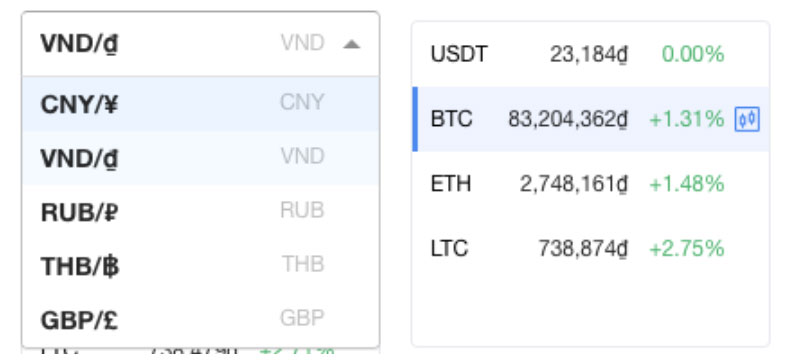 VND/₫ VND
CNY/¥ CNY
VND/₫ VND
RUB/₽ RUB
THB/฿ THB
GBP/£ GBP
USDT 23,184₫ 0.00%
BTC 83,204,362₫ +1.31%
ETH 2,748,161₫ +1.48%
LTC 738,874₫ +2.75%